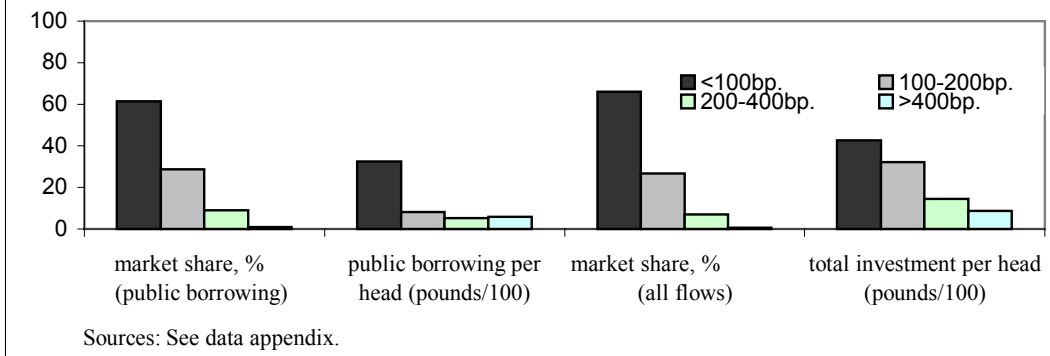 100
80
<100bp.
100-200bp.
60
200-400bp.
>400bp.
40
20
0
market share, %
(public borrowing)
public borrowing per
head (pounds/100)
market share, %
(all flows)
total investment per head
(pounds/100)
Sources: See data appendix.